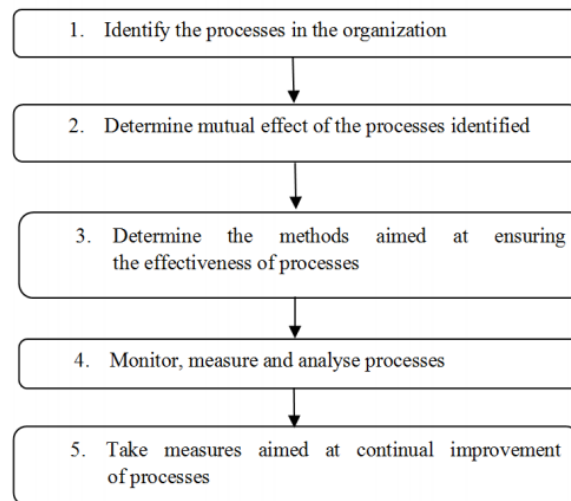 1. Identify the processes in the organization
2. Determine mutual effect of the processes identified
3. Determine the methods aimed at ensuring
the effectiveness of processes
4. Monitor, measure and analyse processes
5. Take measures aimed at continual improvement
of processes